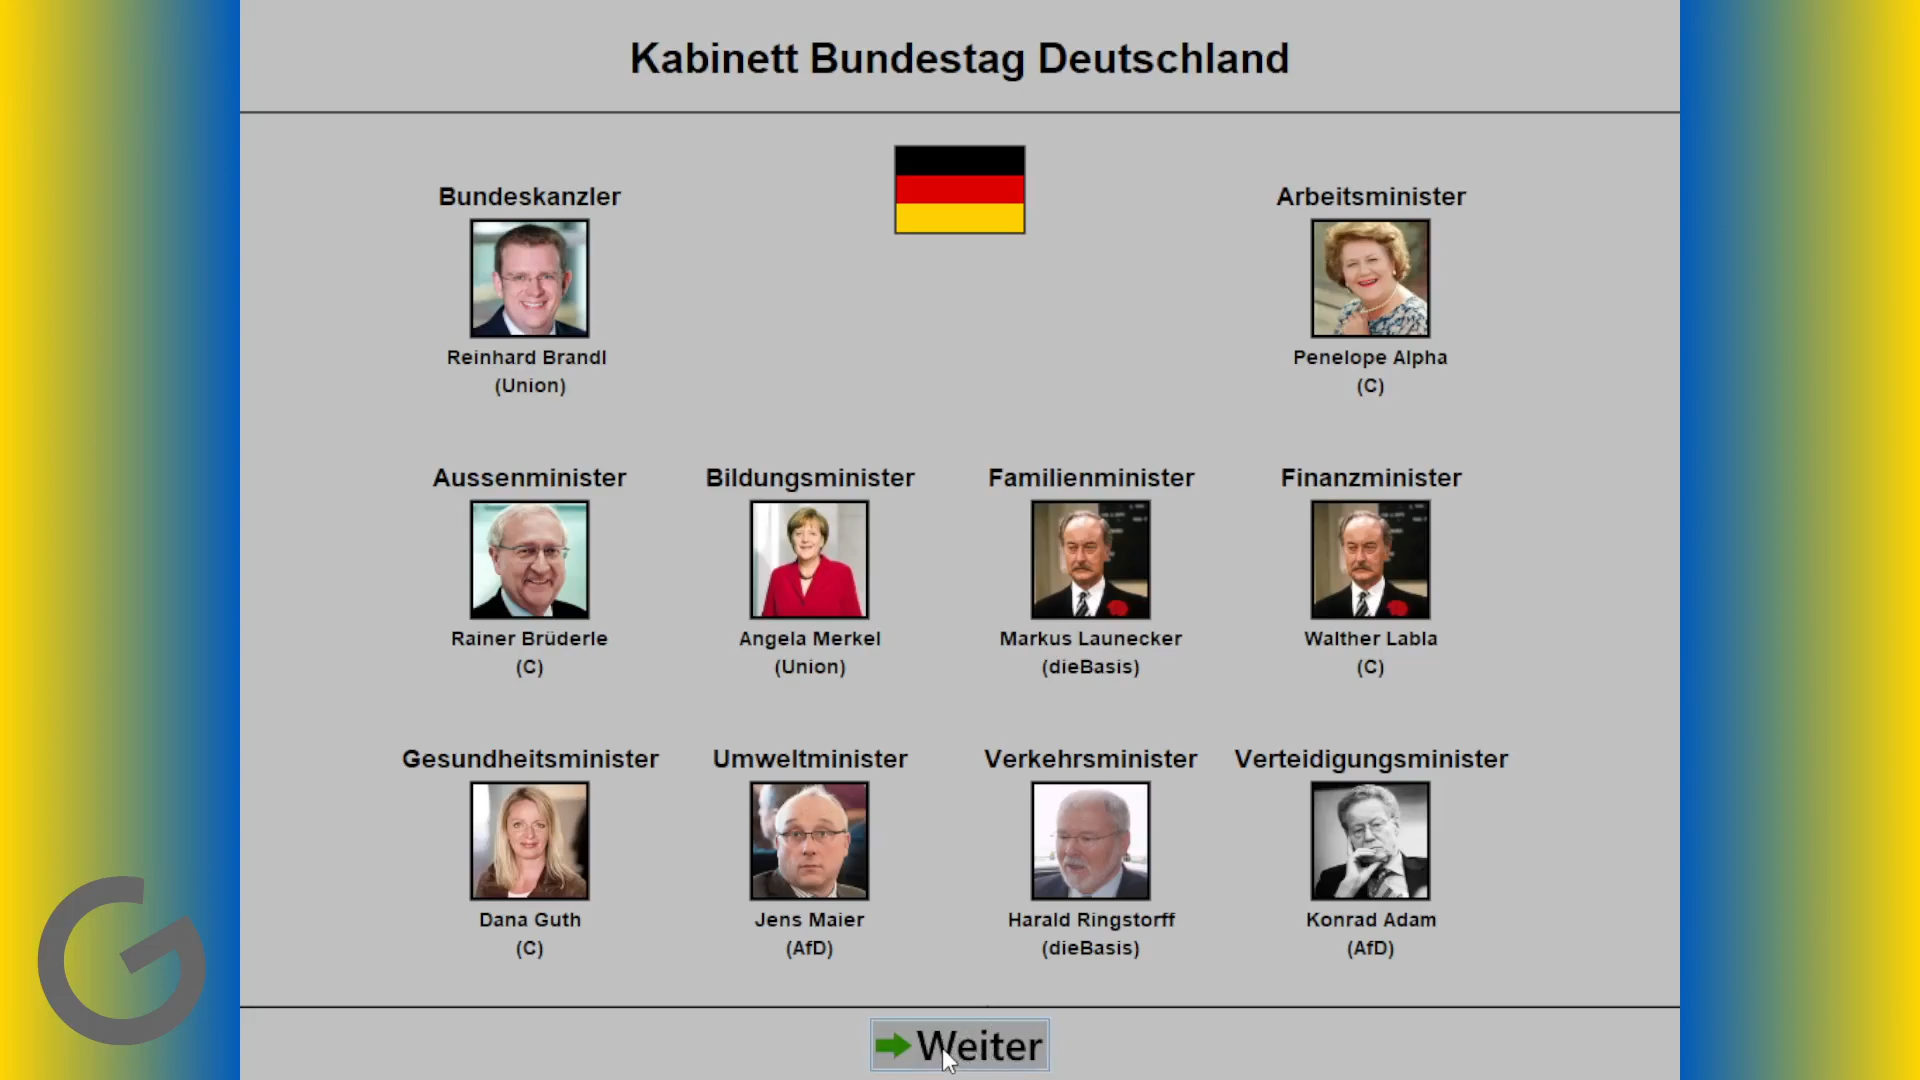 Kabinett Bundestag Deutschland
Bundeskanzler
Reinhard Brandl
(Union)
Arbeitsminister
Penelope Alpha
(C)
Aussenminister
Rainer Brüderle
(C)
Bildungsminister
Angela Merkel
(Union)
Familienminister
Markus Launecker
(dieBasis)
Finanzminister
Walther Labla
(C)
Gesundheitsminister
Dana Guth
(C)
Umweltminister
Jens Maier
(AfD)
Verkehrsminister
Harald Ringstorff
(dieBasis)
Verteidigungsminister
Konrad Adam
(AfD)
G
Weiter